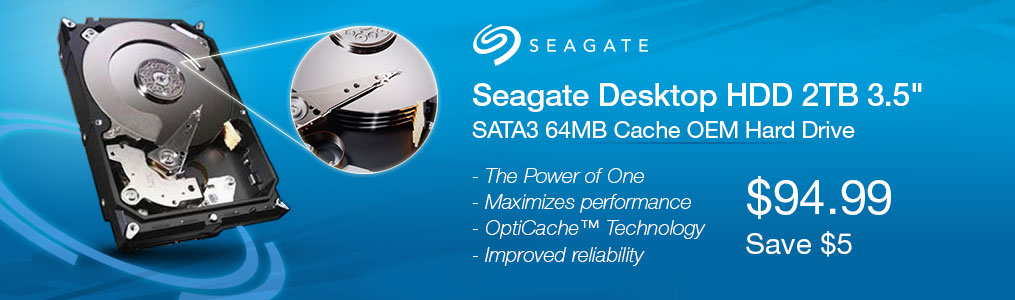 SEAGATE
Seagate Desktop HDD 2TB 3.5"
SATA3 64MB Cache OEM Hard Drive
- The Power of One
- Maximizes performance
- OptiCache™ Technology
- Improved reliability
$94.99
Save $5